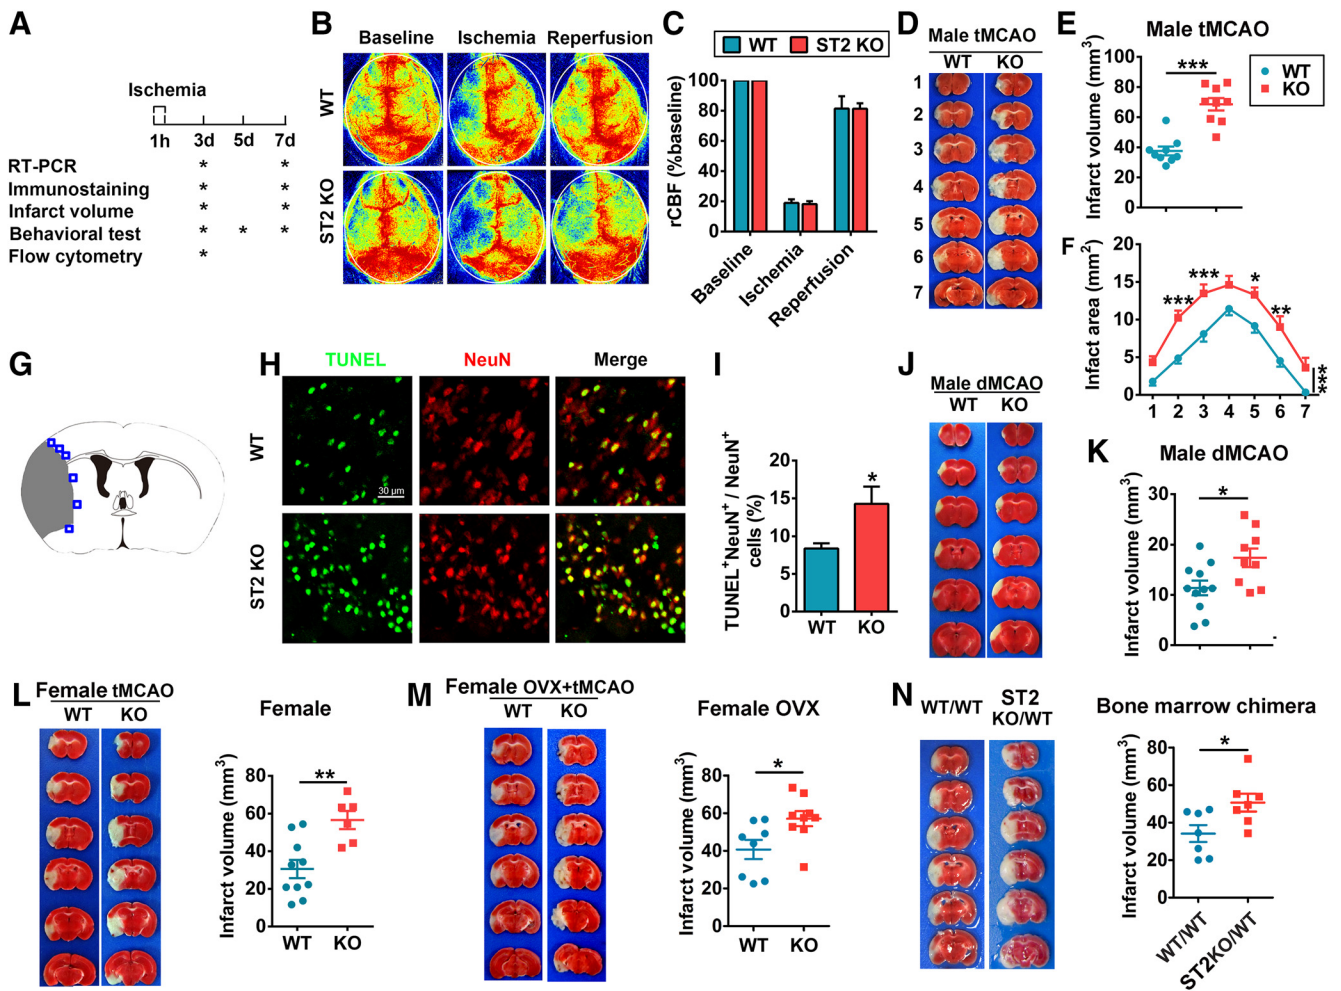 A
Ischemia
1h 3d 5d 7d
RT-PCR * *
Immunostaining * *
Infarct volume * *
Behavioral test * * *
Flow cytometry *
B
Baseline Ischemia Reperfusion
WT
ST2 KO
C
WT ST2 KO
rCBF (%baseline)
100
80
60
40
20
0
Baseline
Ischemia
Reperfusion
D
Male tMCAO
WT KO
1
2
3
4
5
6
7
E
Male tMCAO
Infarct volume (mm3)
100
80
60
40
20
0
***
WT
KO
F
Infact area (mm2)
20
15
10
5
0
*** *** * **
***
1 2 3 4 5 6 7
G
H
TUNEL NeuN Merge
WT
30 µm
ST2 KO
I
TUNEL+NeuN+ / NeuN+
cells (%)
20
15
10
5
0
*
WT KO
J
Male dMCAO
WT KO
K
Male dMCAO
Infarct volume (mm3)
30
20
10
0
*
L
Female tMCAO
WT KO
Female
Infarct volume (mm3)
80
60
40
20
0
**
WT KO
M
Female OVX+tMCAO
WT KO
Female OVX
Infarct volume (mm3)
80
60
40
20
0
*
WT KO
N
WT/WT
ST2
KO/WT
Bone marrow chimera
Infarct volume (mm3)
80
60
40
20
0
*
WT/WT
ST2KO/WT